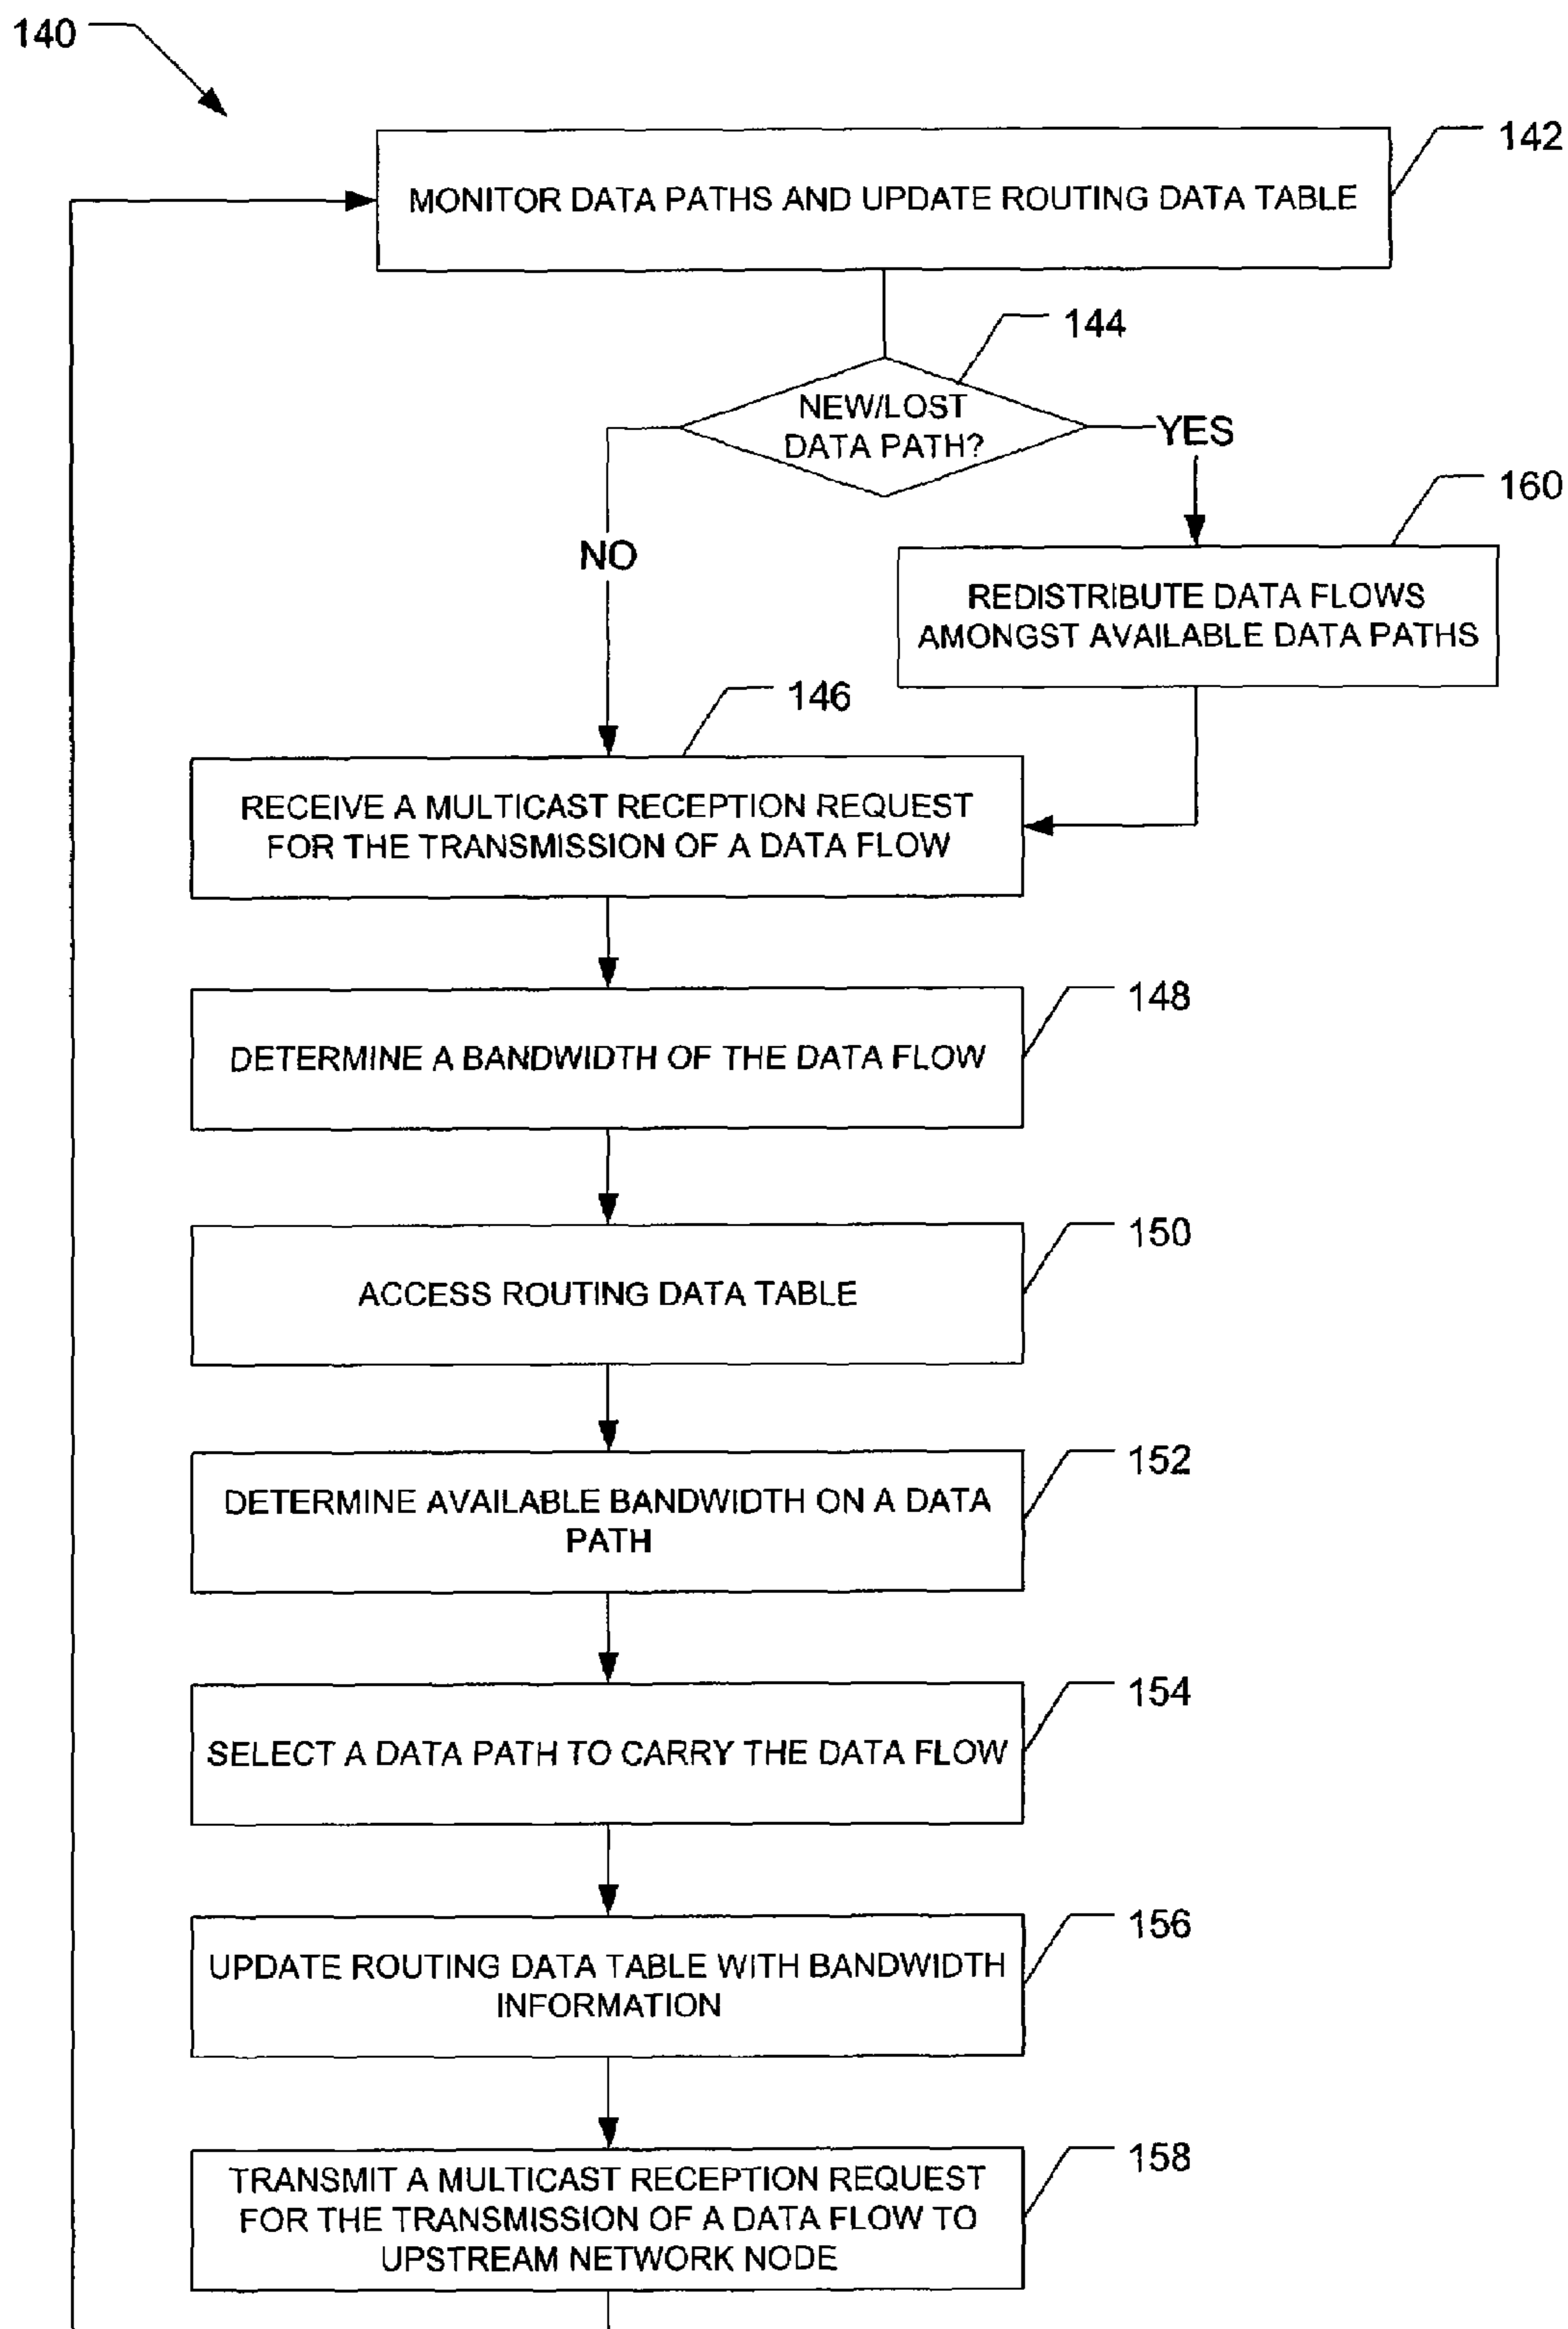 140
142
MONITOR DATA PATHS AND UPDATE ROUTING DATA TABLE
144
NEW/LOST
DATA PATH?
YES
NO
160
REDISTRIBUTE DATA FLOWS
AMONGST AVAILABLE DATA PATHS
146
RECEIVE A MULTICAST RECEPTION REQUEST
FOR THE TRANSMISSION OF A DATA FLOW
148
DETERMINE A BANDWIDTH OF THE DATA FLOW
150
ACCESS ROUTING DATA TABLE
152
DETERMINE AVAILABLE BANDWIDTH ON A DATA
PATH
154
SELECT A DATA PATH TO CARRY THE DATA FLOW
156
UPDATE ROUTING DATA TABLE WITH BANDWIDTH
INFORMATION
158
TRANSMIT A MULTICAST RECEPTION REQUEST
FOR THE TRANSMISSION OF A DATA FLOW TO
UPSTREAM NETWORK NODE